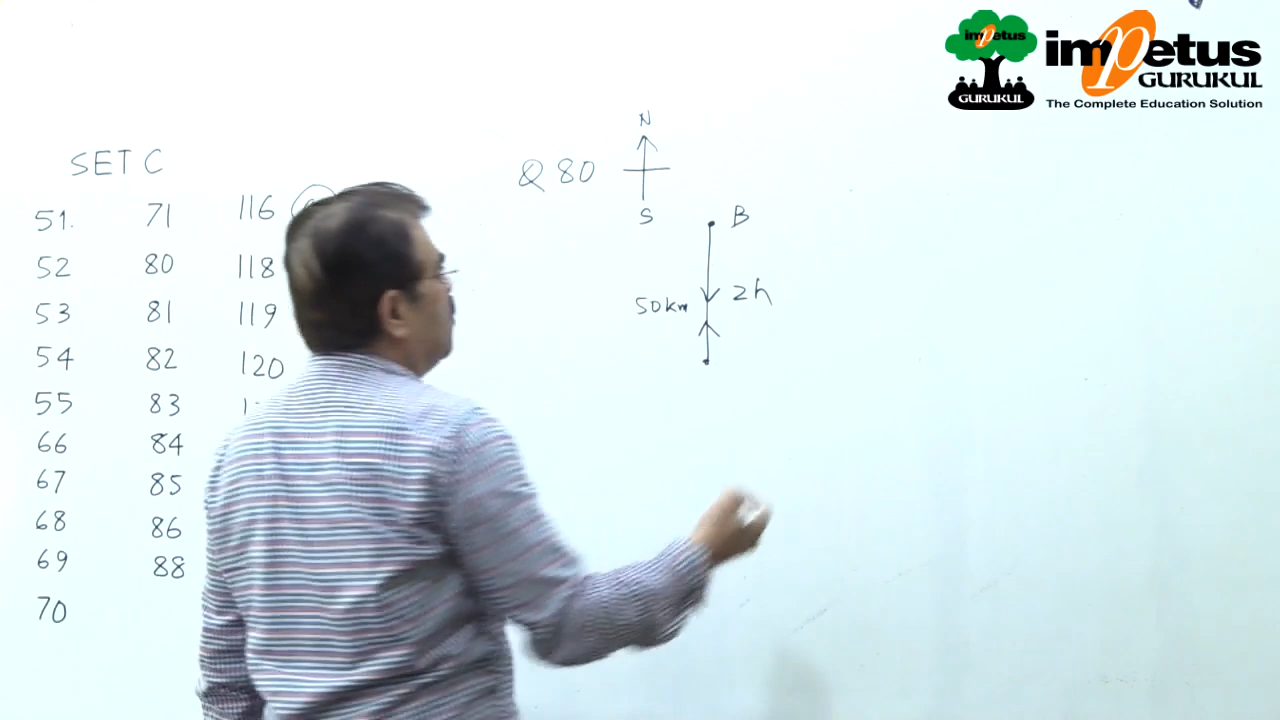 impetus
GURUKUL
impetus
GURUKUL
The Complete Education Solution
SET C
51. 71 116
52 80 118
53 81 119
54 82 120
55 83
66 84
67 85
68 86
69 88
70
Q 80
N
S
B
50km 2h